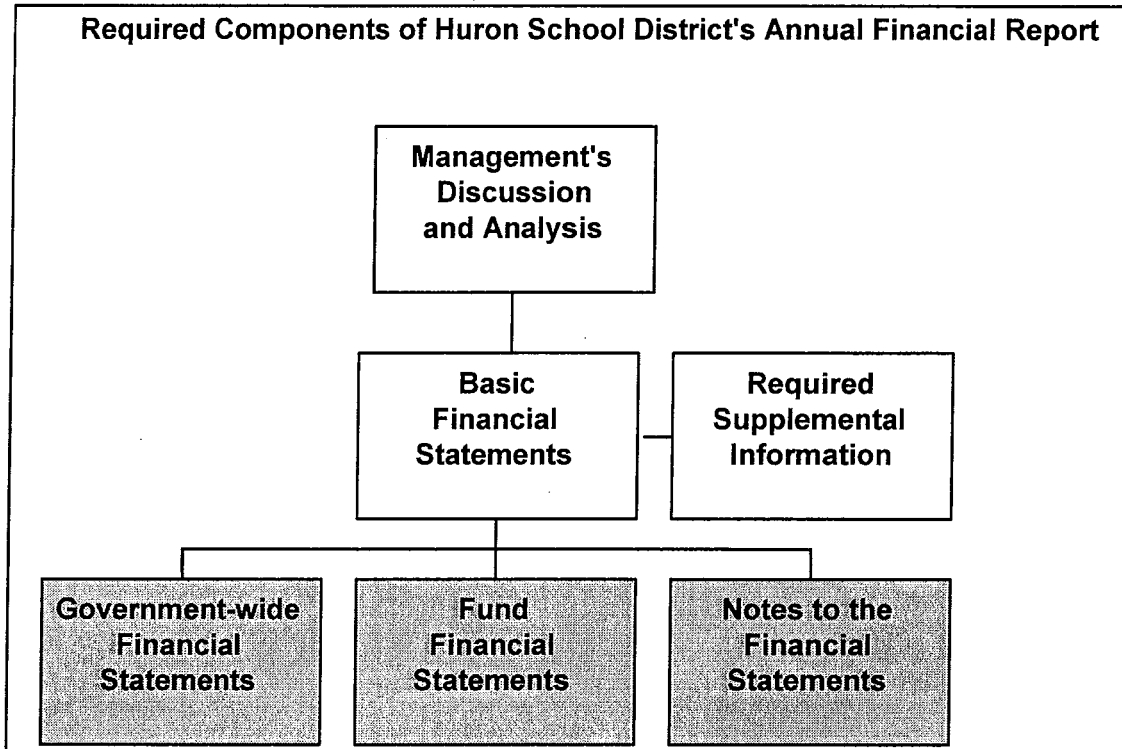 Required Components of Huron School District's Annual Financial Report
Management's
Discussion
and Analysis
Basic
Financial
Statements
Required
Supplemental
Information
Government-wide
Financial
Statements
Fund
Financial
Statements
Notes to the
Financial
Statements